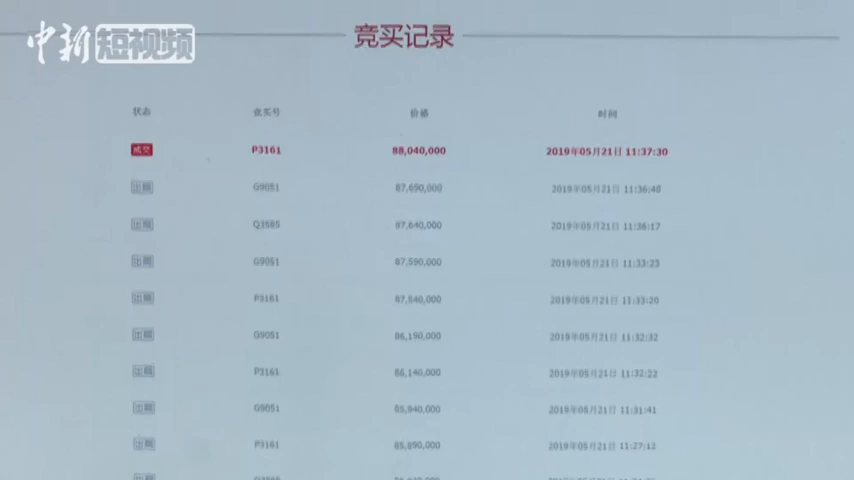 中新 短视频
竞买记录
状态 竞买号 价格 时间
成交 P3161 88,040,000 2019年05月21日 11:37:30
出局 G9051 87,690,000 2019年05月21日 11:36:40
出局 Q3585 87,640,000 2019年05月21日 11:36:17
出局 G9051 87,590,000 2019年05月21日 11:33:23
出局 P3161 87,540,000 2019年05月21日 11:33:20
出局 G9051 86,190,000 2019年05月21日 11:32:32
出局 P3161 86,140,000 2019年05月21日 11:32:22
出局 G9051 85,940,000 2019年05月21日 11:31:41
出局 P3161 85,890,000 2019年05月21日 11:27:12